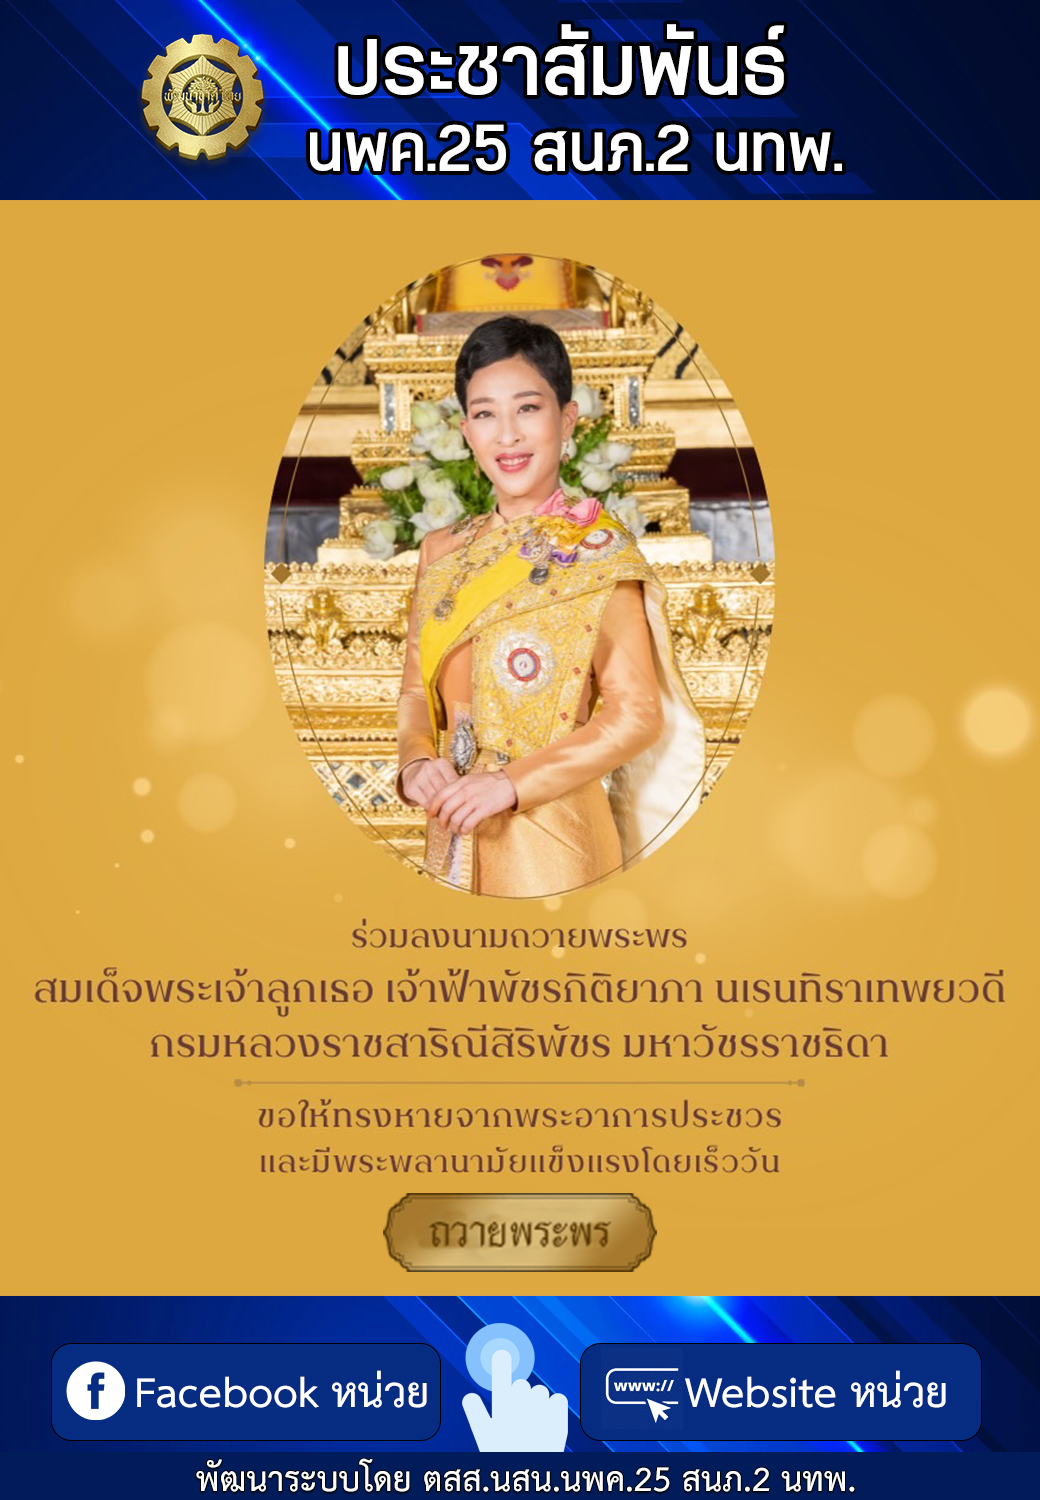 ประชาสัมพันธ์
นพค.25 สนภ.2 นทพ.
พัฒนาชาติไทย
ร่วมลงนามถวายพระพร
สมเด็จพระเจ้าลูกเธอ เจ้าฟ้าพัชรกิติยาภา นเรนทิราเทพยวดี
กรมหลวงราชสาริณีสิริพัชร มหาวัชรราชธิดา
ขอให้ทรงหายจากพระอาการประชวร
และมีพระพลานามัยแข็งแรงโดยเร็ววัน
ถวายพระพร
Facebook หน่วย
www://
Website หน่วย
พัฒนาระบบโดย ตสส.นสน.นพค.25 สนภ.2 นทพ.